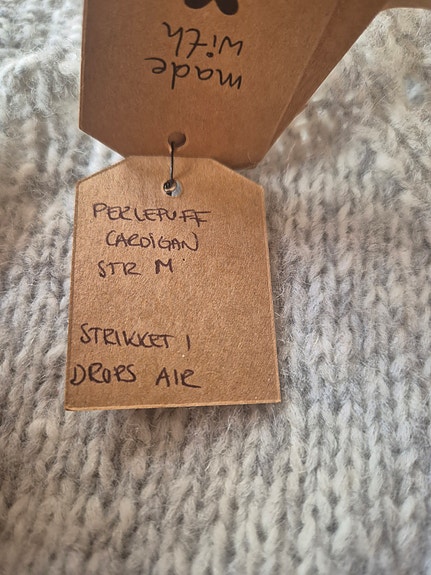 made
with
PERLEPUFF
CARDIGAN
STR M
STRIKKET I
DROPS AIR